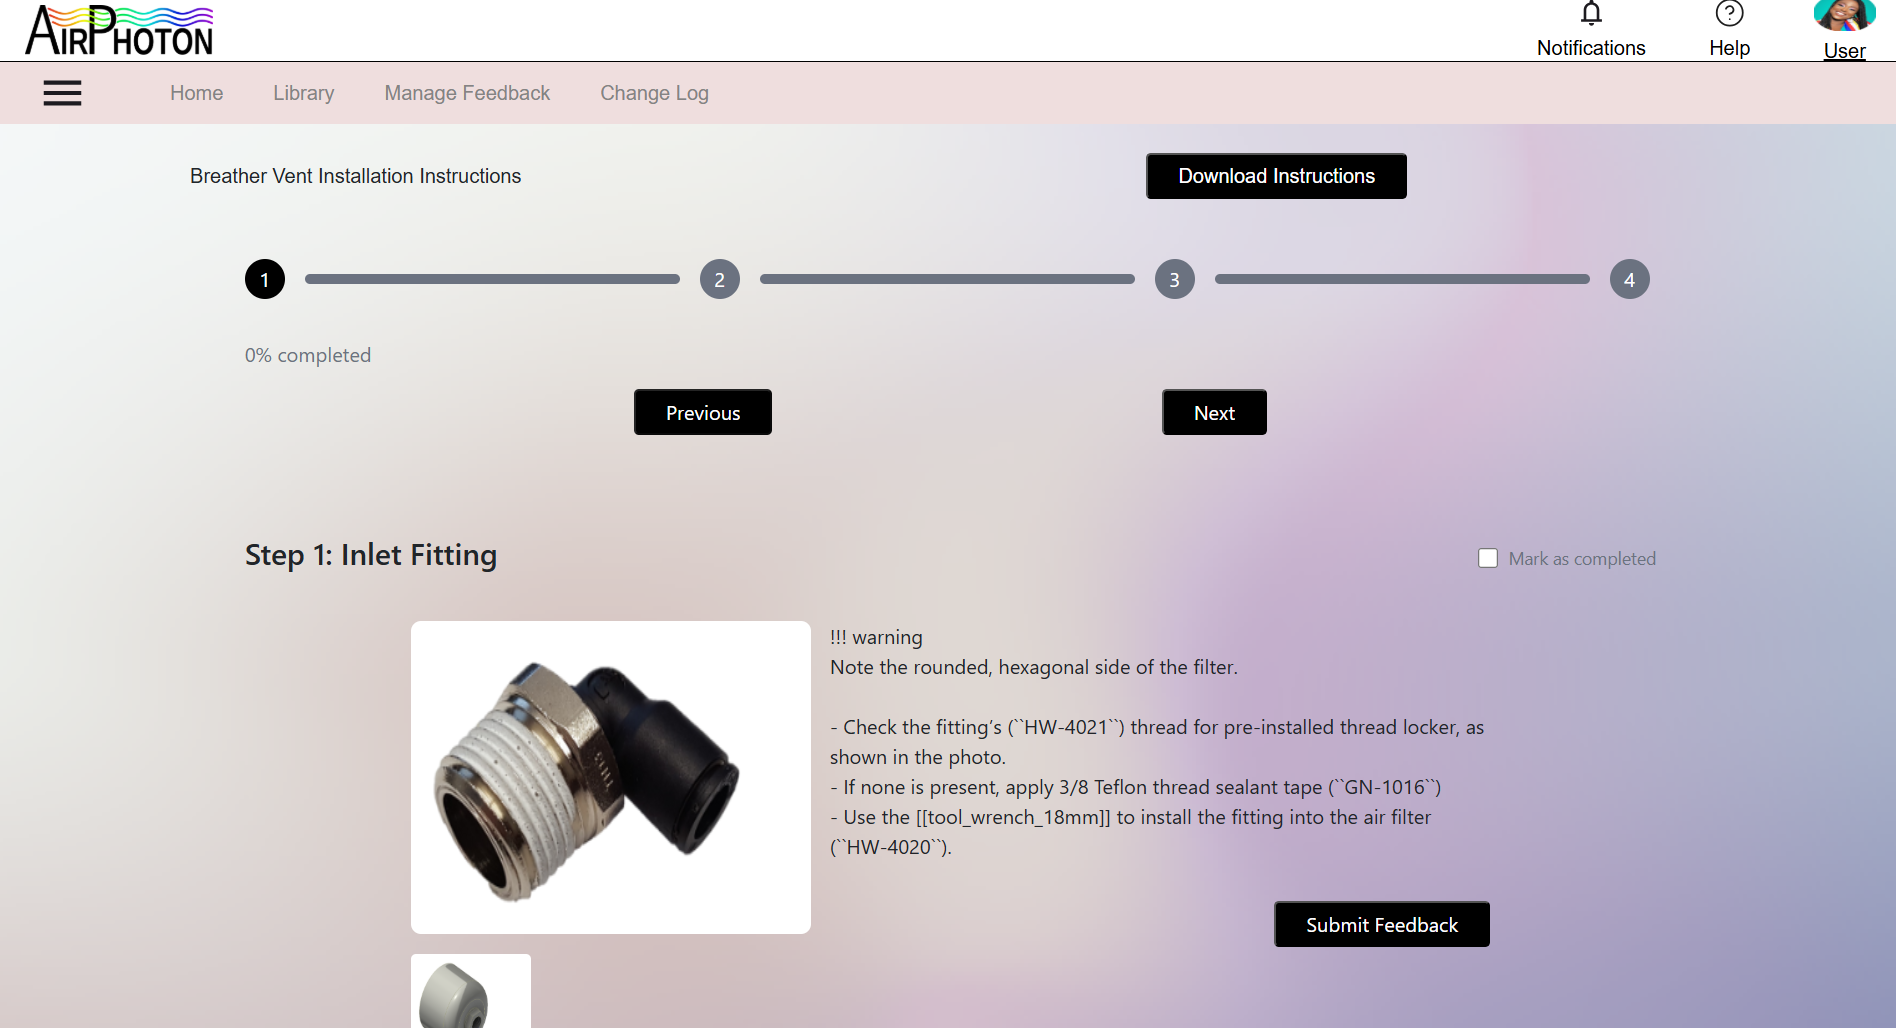 AIRPHOTON
Notifications
Help
User
Home
Library
Manage Feedback
Change Log
Breather Vent Installation Instructions
Download Instructions
1
2
3
4
0% completed
Previous
Next
Step 1: Inlet Fitting
Mark as completed
!!! warning
Note the rounded, hexagonal side of the filter.
- Check the fitting’s (``HW-4021``) thread for pre-installed thread locker, as
shown in the photo.
- If none is present, apply 3/8 Teflon thread sealant tape (``GN-1016``)
- Use the [[tool_wrench_18mm]] to install the fitting into the air filter
(``HW-4020``).
Submit Feedback